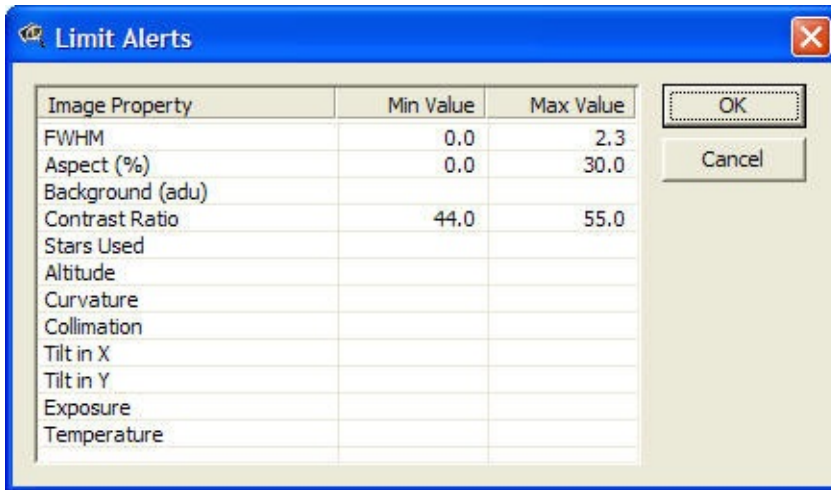 Limit Alerts
Image Property Min Value Max Value OK
FWHM 0.0 2.3
Aspect (%) 0.0 30.0 Cancel
Background (adu)
Contrast Ratio 44.0 55.0
Stars Used
Altitude
Curvature
Collimation
Tilt in X
Tilt in Y
Exposure
Temperature